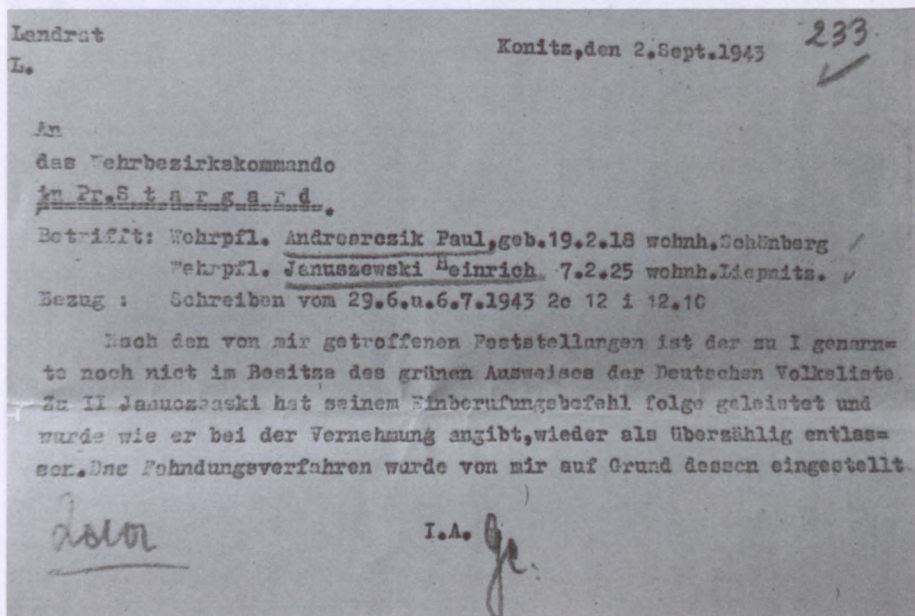 Landrat
Konitz,den 2.Sept.1943
233
L.
An
das Wehrbezirkskommando
in Pr.S t a r g a r d .
Betrifft: Wehrpfl. Paul,geb.19.2.18 wohnh.Schönberg
Wehrpfl. Januszewski Heinrich 7.2.25 wohnh.Liepnitz.
Bezug : Schreiben vom 29.6.u.6.7.1943 2c 12 i 12.10
Nach den von mir getroffenen Feststellungen ist der zu I genann=
te noch nict im Besitze des grünen Ausweises der Deutschen Volksliste
Zu II hat seinem Einberufungsbefehl folge geleistet und
wurde wie er bei der Vernehmung angibt,wieder als überzählig entlas=
sen.Das Fahndungsverfahren wurde von mir auf Grund dessen eingestellt
I.A.